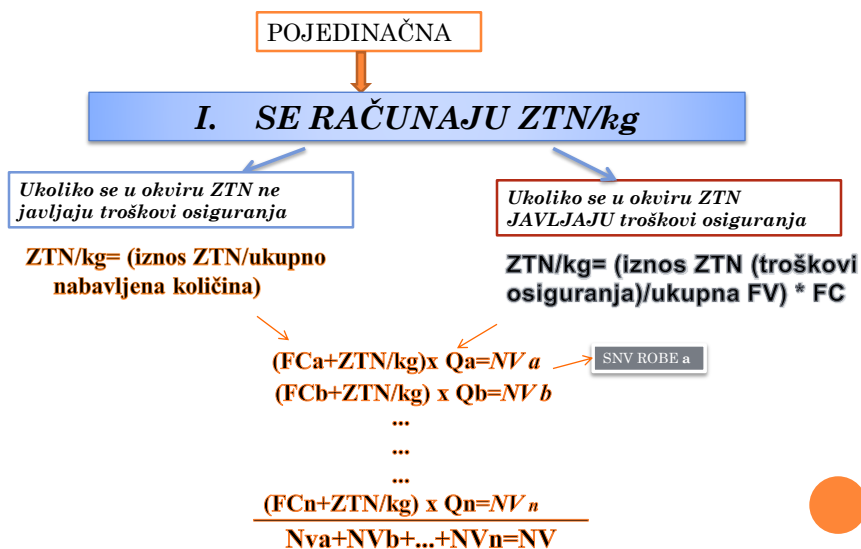 POJEDINAČNA
I. SE RAČUNAJU ZTN/kg
Ukoliko se u okviru ZTN ne
javljaju troškovi osiguranja
Ukoliko se u okviru ZTN
JAVLJAJU troškovi osiguranja
ZTN/kg= (iznos ZTN/ukupno
nabavljena količina)
ZTN/kg= (iznos ZTN (troškovi
osiguranja)/ukupna FV) * FC
(FCa+ZTN/kg)x Qa=NV a
SNV ROBE a
(FCb+ZTN/kg) x Qb=NV b
...
...
...
(FCn+ZTN/kg) x Qn=NV n
Nva+NVb+...+NVn=NV